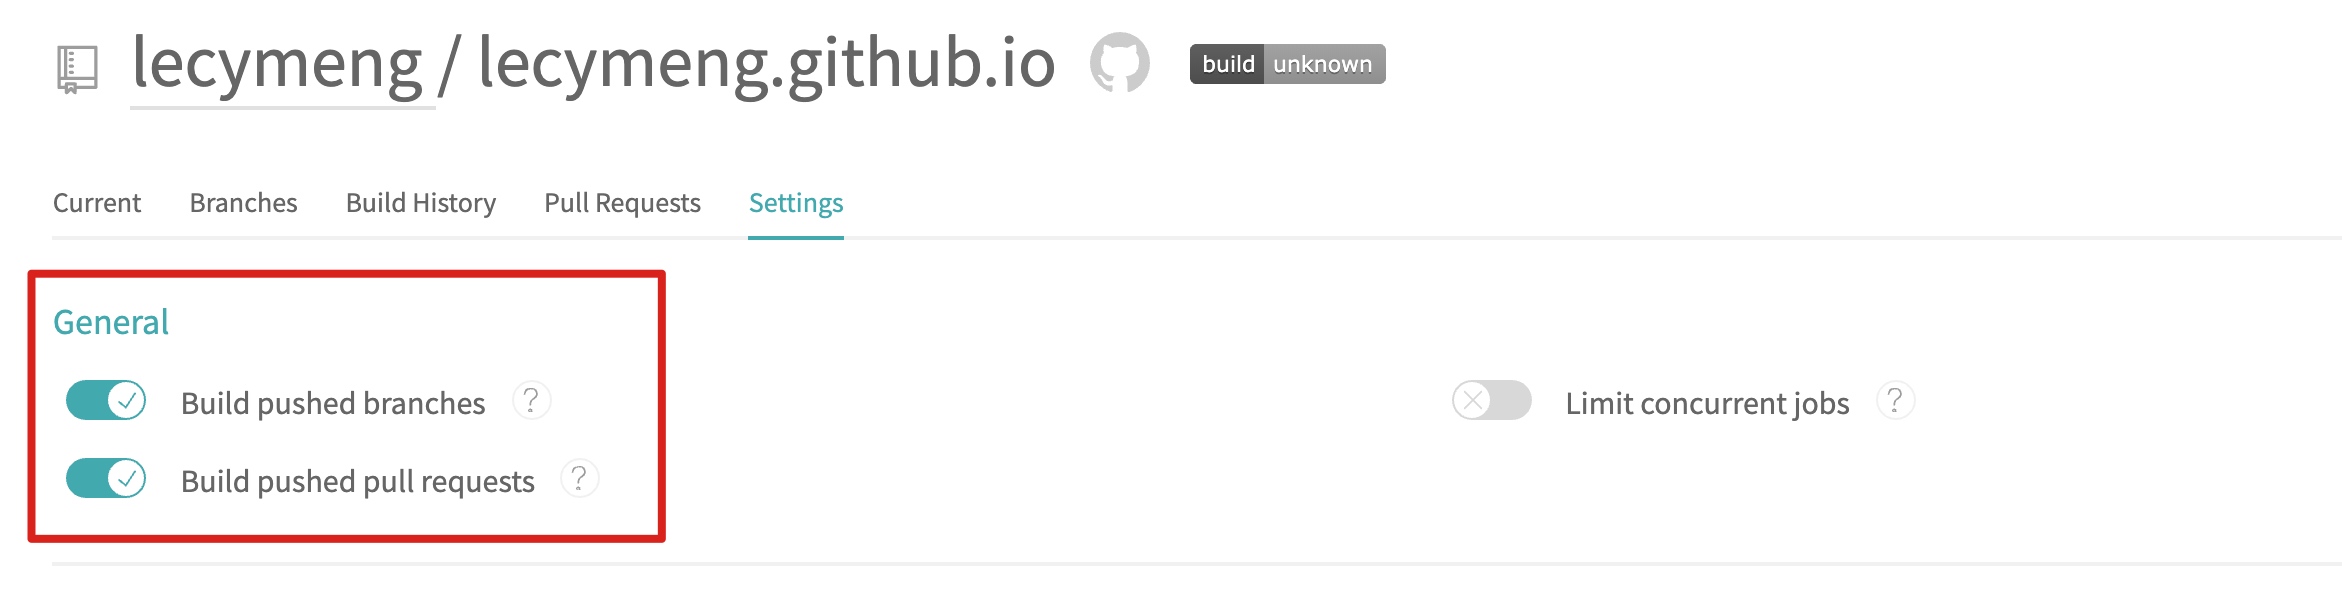 lecymeng / lecymeng.github.io build unknown
Current Branches Build History Pull Requests Settings
General
Build pushed branches ? Limit concurrent jobs ?
Build pushed pull requests ?